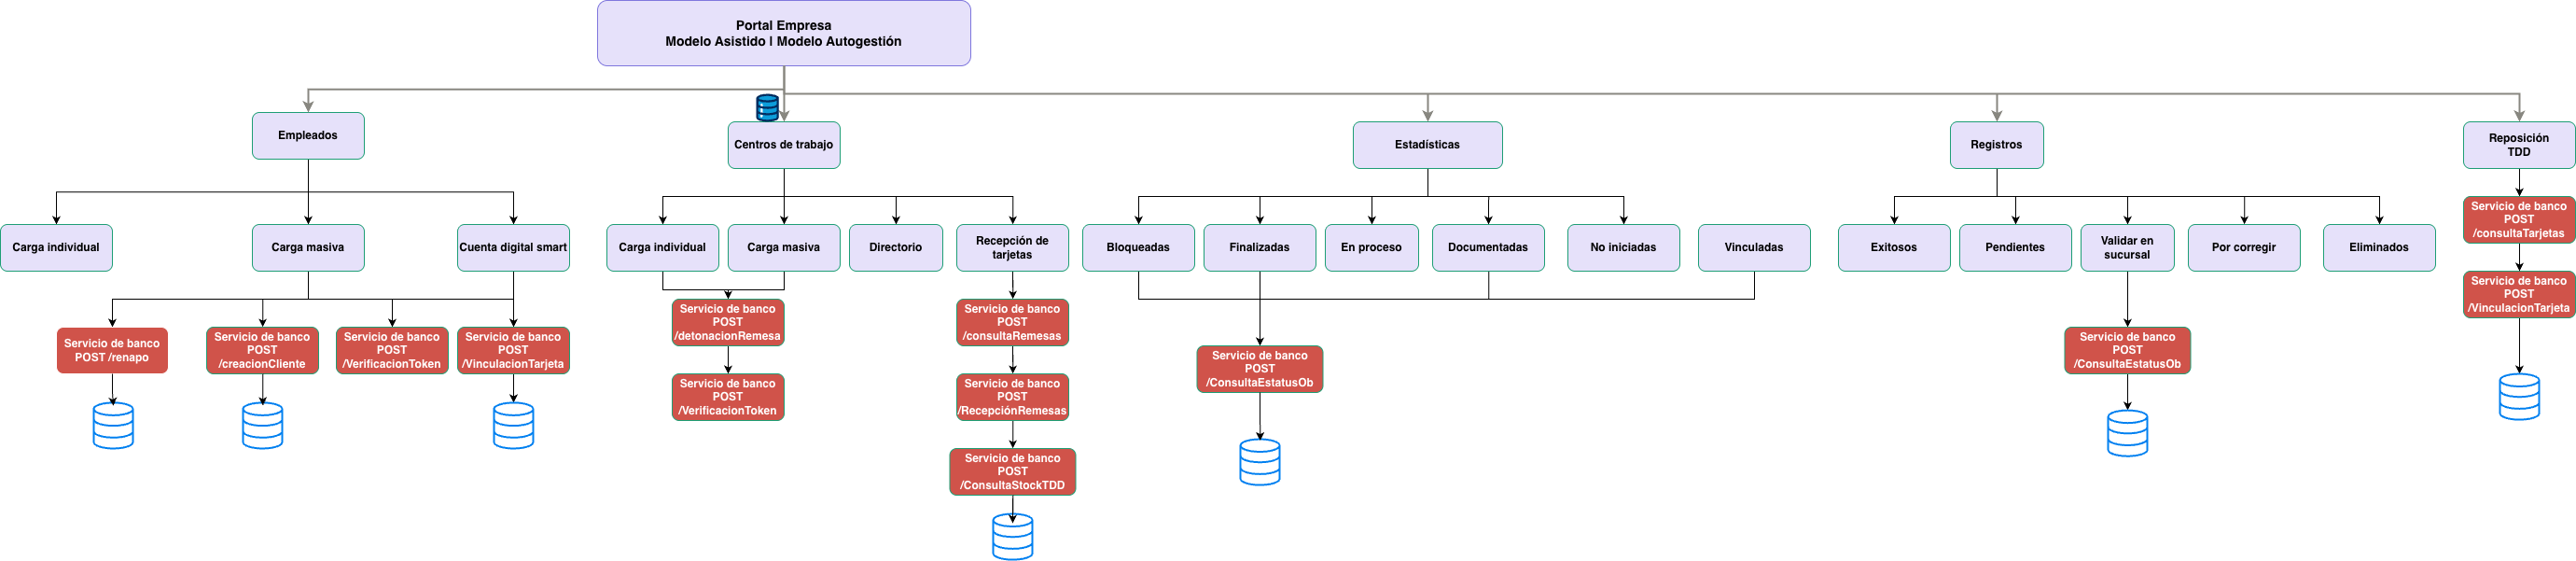 Portal Empresa
Modelo Asistido | Modelo Autogestión
Empleados
Centros de trabajo
Estadísticas
Registros
Reposición
TDD
Carga individual
Carga masiva
Cuenta digital smart
Carga individual
Carga masiva
Directorio
Recepción de
tarjetas
Bloqueadas
Finalizadas
En proceso
Documentadas
No iniciadas
Vinculadas
Exitosos
Pendientes
Validar en
sucursal
Por corregir
Eliminados
Servicio de banco
POST
/consultaTarjetas
Servicio de banco
POST
/VinculacionTarjeta
Servicio de banco
POST /renapo
Servicio de banco
POST
/creacionCliente
Servicio de banco
POST
/VerificacionToken
Servicio de banco
POST
/VinculacionTarjeta
Servicio de banco
POST
/detonacionRemesa
Servicio de banco
POST
/VerificacionToken
Servicio de banco
POST
/consultaRemesas
Servicio de banco
POST
/RecepciónRemesas
Servicio de banco
POST
/ConsultaStockTDD
Servicio de banco
POST
/ConsultaEstatusOb
Servicio de banco
POST
/ConsultaEstatusOb